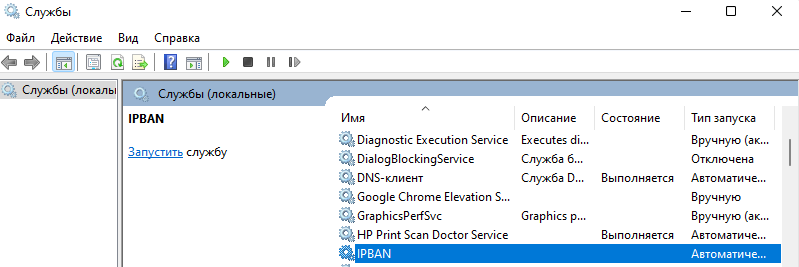 Службы
Файл Действие Вид Справка
Службы (локалы
Службы (локальные)
IPBAN
Запустить службу
Имя Описание Состояние Тип запуска
Diagnostic Execution Service Executes di... Вручную (ак...
DialogBlockingService Служба б... Отключена
DNS-клиент Служба D... Выполняется Автоматиче...
Google Chrome Elevation S... Вручную
GraphicsPerfSvc Graphics p... Вручную (ак...
HP Print Scan Doctor Service Выполняется Автоматиче...
IPBAN Автоматиче...